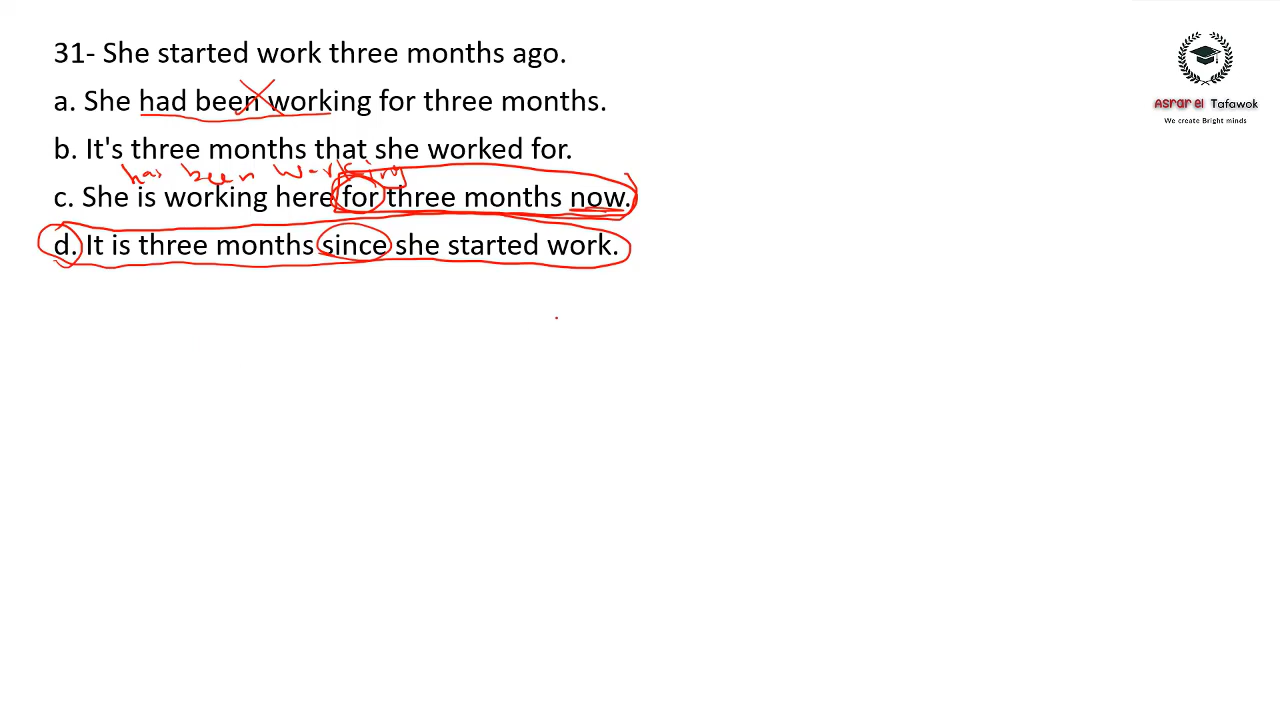 31- She started work three months ago.
a. She had been working for three months.
b. It's three months that she worked for.
has been working
c. She is working here for three months now.
d. It is three months since she started work.
Asrar el Tafawok
We create Bright minds